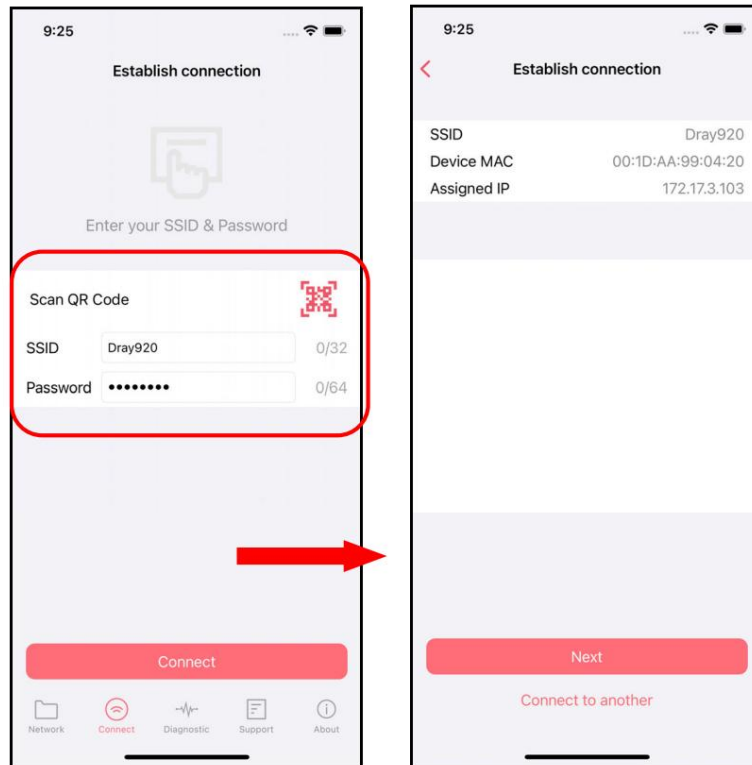 9:25
Establish connection
Enter your SSID & Password
Scan QR Code
SSID Dray920 0/32
Password •••••••• 0/64
Connect
Network Connect Diagnostic Support About
9:25
Establish connection
SSID Dray920
Device MAC 00:1D:AA:99:04:20
Assigned IP 172.17.3.103
Next
Connect to another